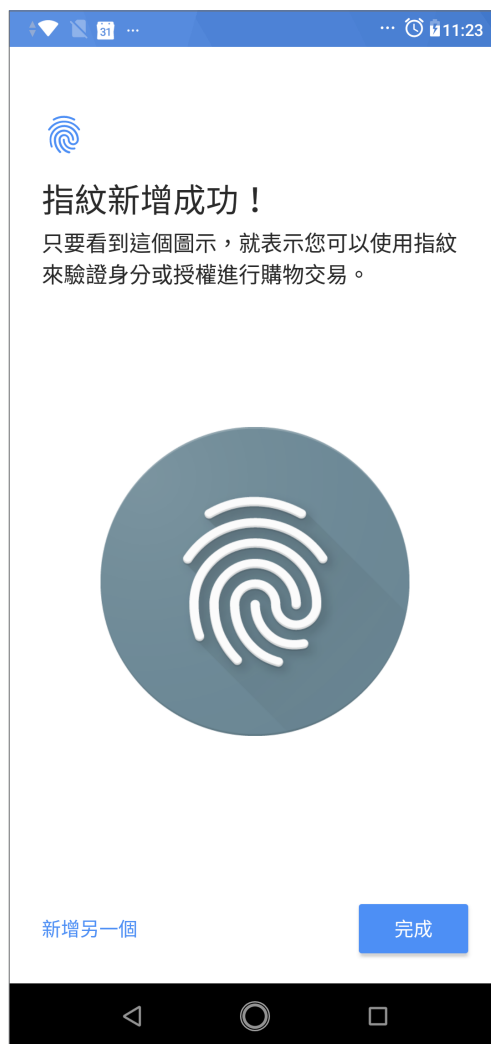 31 ... ... 11:23
指紋新增成功！
只要看到這個圖示，就表示您可以使用指紋
來驗證身分或授權進行購物交易。
新增另一個
完成